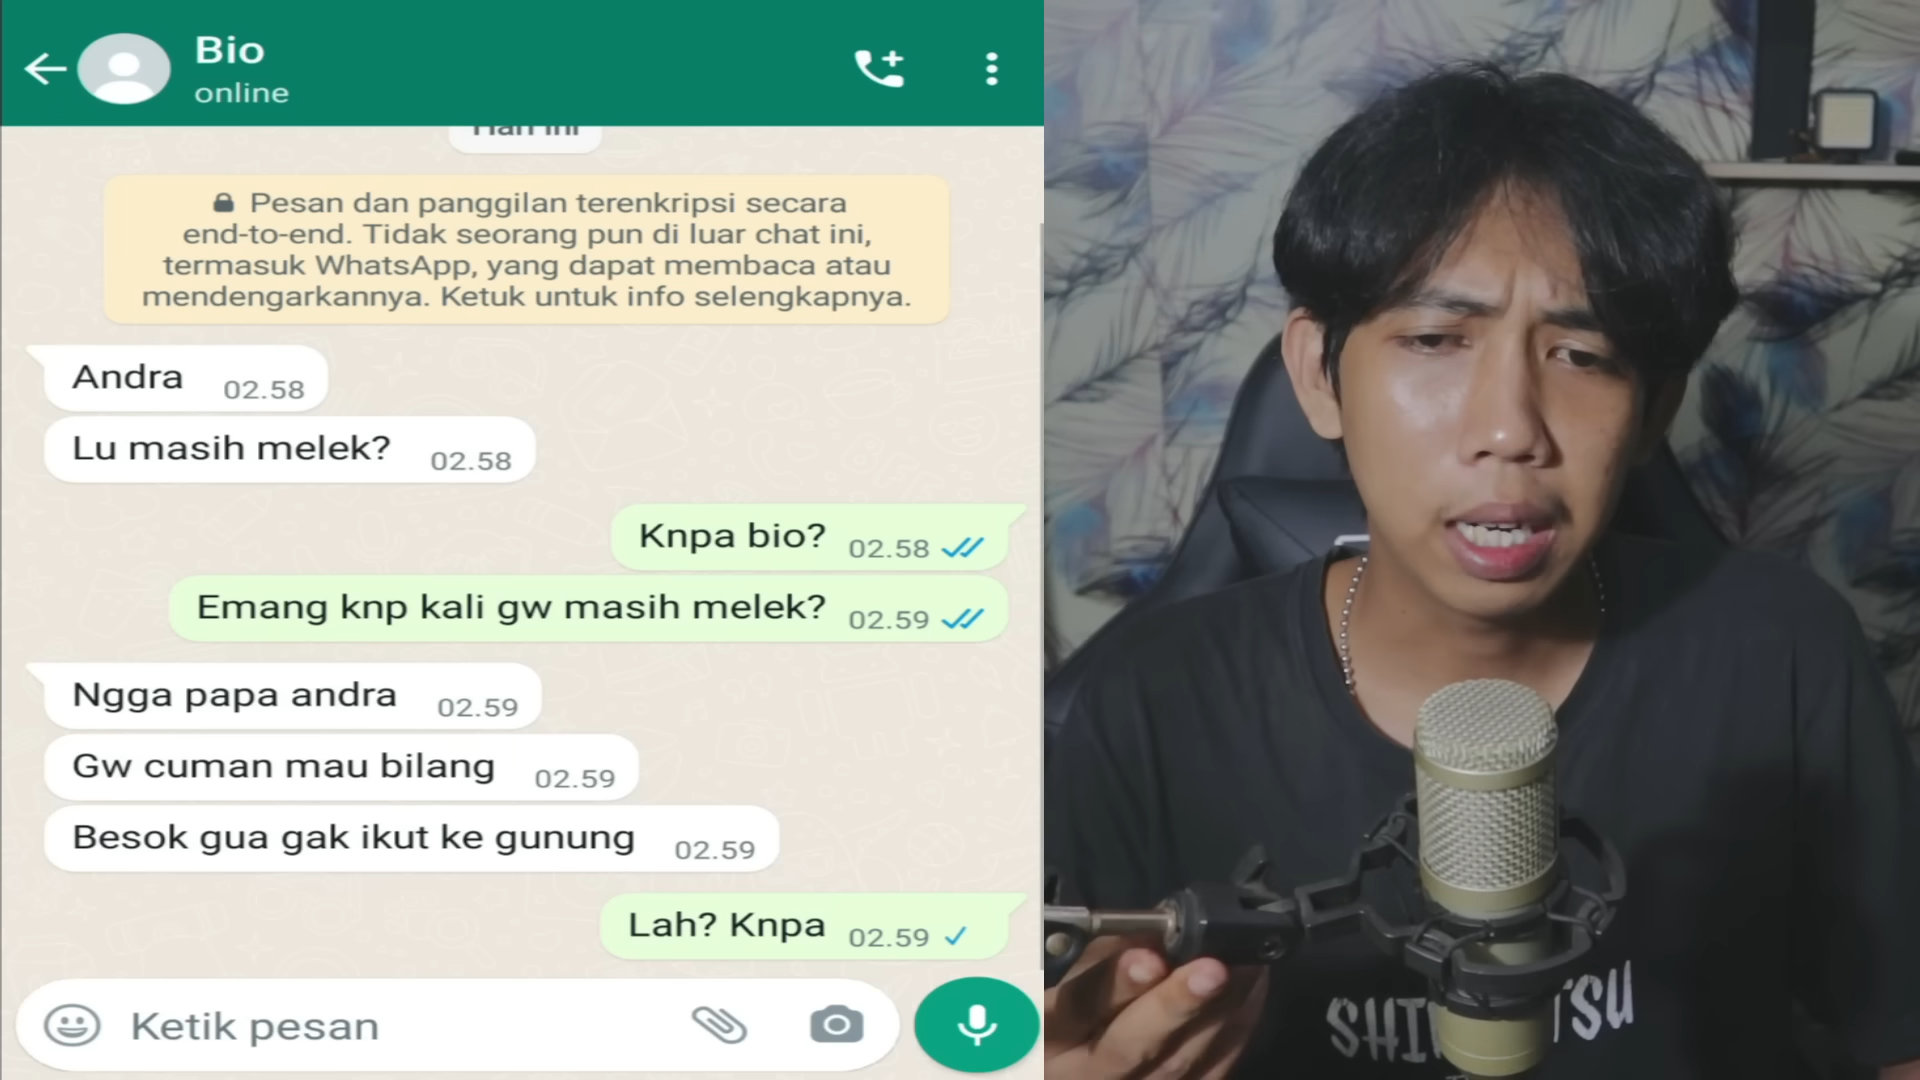 Bio
online
Hari ini
Pesan dan panggilan terenkripsi secara
end-to-end. Tidak seorang pun di luar chat ini,
termasuk WhatsApp, yang dapat membaca atau
mendengarkannya. Ketuk untuk info selengkapnya.
Andra 02.58
Lu masih melek? 02.58
Knpa bio? 02.58
Emang knp kali gw masih melek? 02.59
Ngga papa andra 02.59
Gw cuman mau bilang 02.59
Besok gua gak ikut ke gunung 02.59
Lah? Knpa 02.59
Ketik pesan